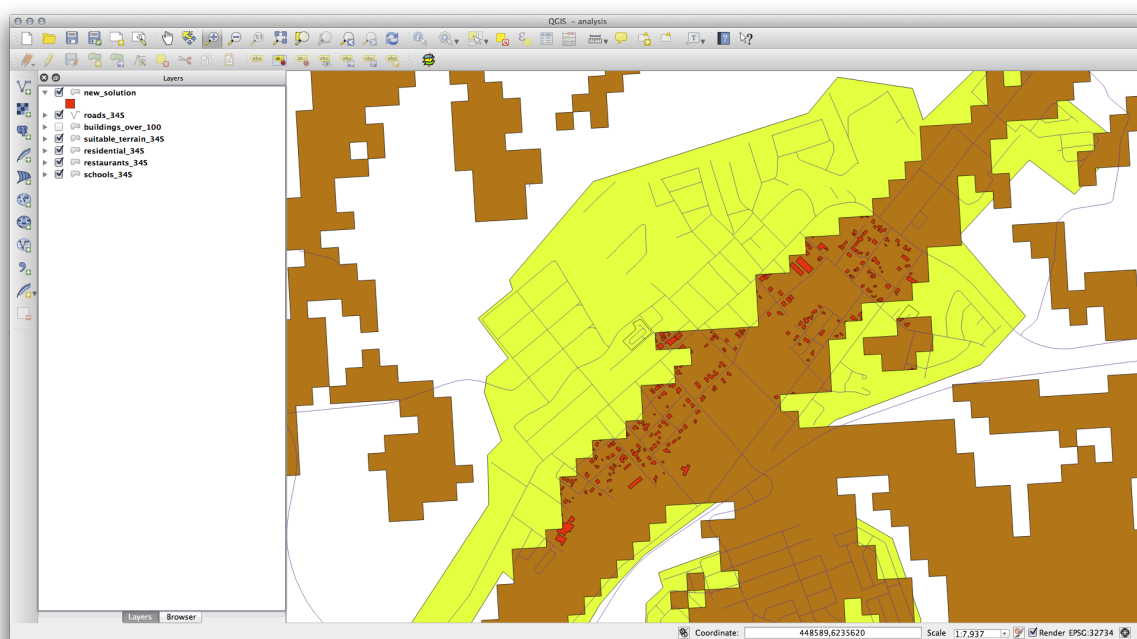 QGIS - analysis
Layers
new_solution
roads_34S
buildings_over_100
suitable_terrain_34S
residential_34S
restaurants_34S
schools_34S
Layers Browser
Coordinate: 448589,6235620 Scale 1:7,937 Render EPSG:32734